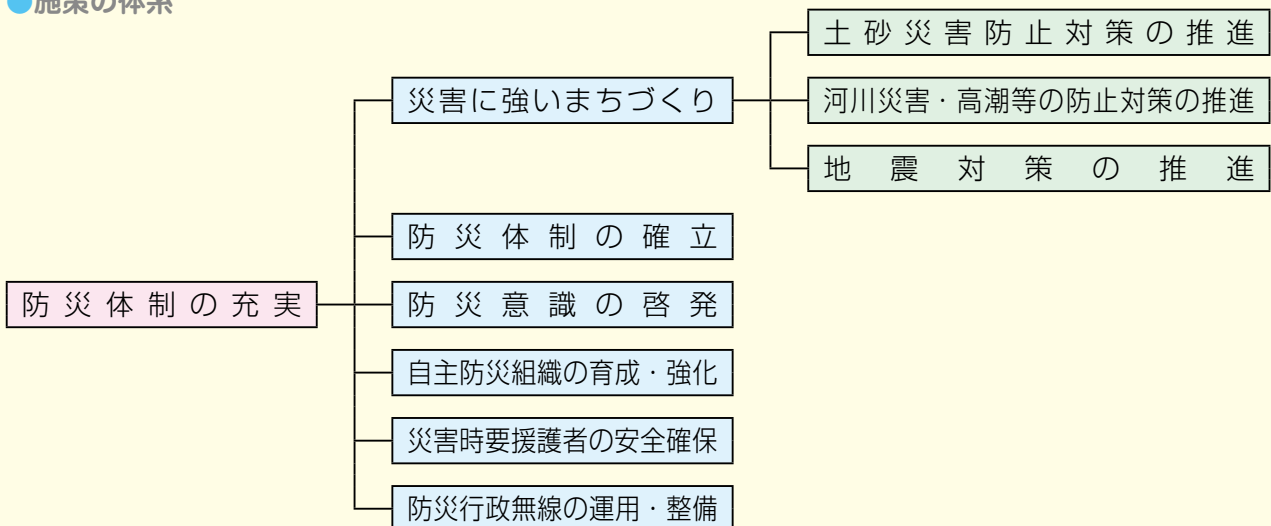 ●施策の体系
土砂災害防止対策の推進
災害に強いまちづくり
河川災害・高潮等の防止対策の推進
地震対策の推進
防災体制の確立
防災体制の充実
防災意識の啓発
自主防災組織の育成・強化
災害時要援護者の安全確保
防災行政無線の運用・整備